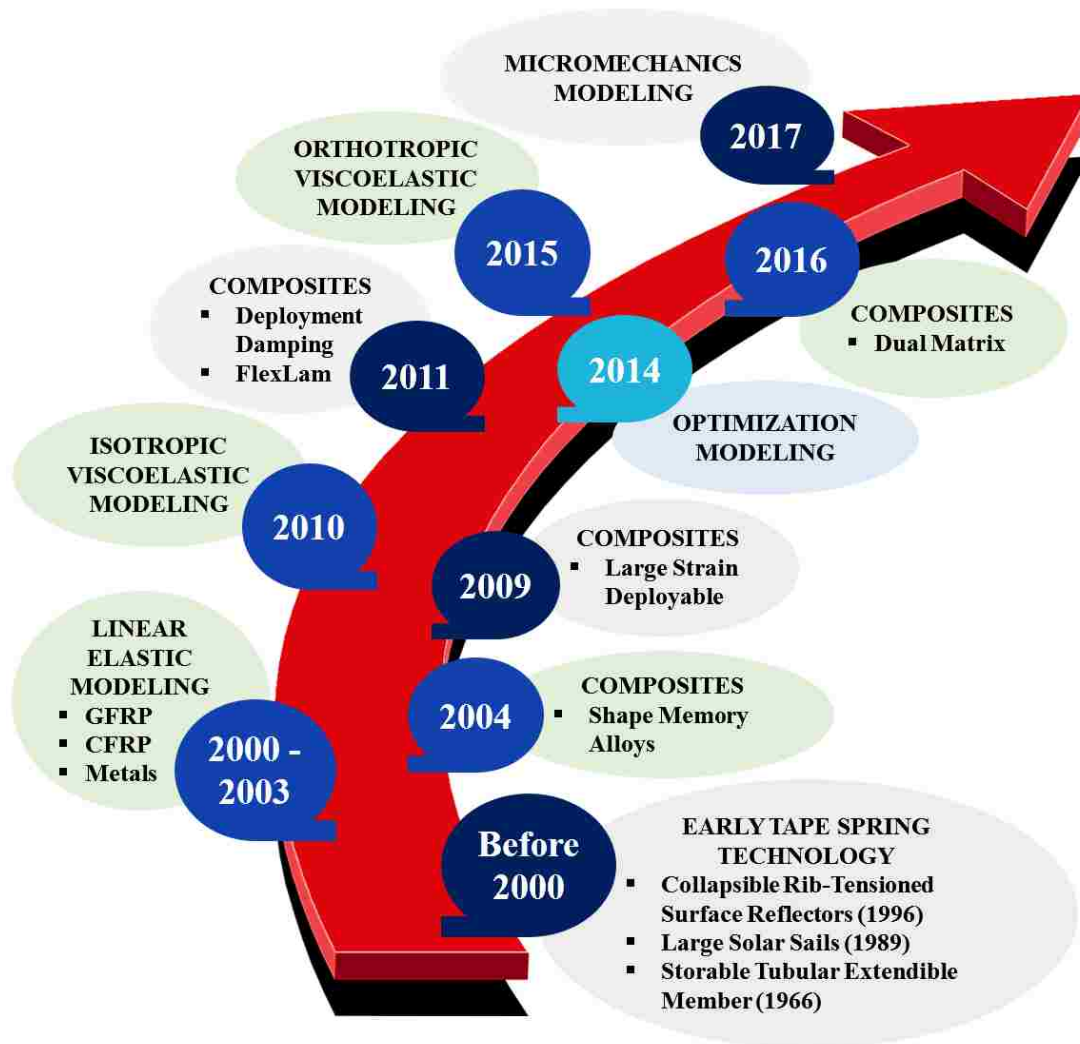 MICROMECHANICS
MODELING
2017
ORTHOTROPIC
VISCOELASTIC
MODELING
2015
2016
COMPOSITES
▪ Dual Matrix
COMPOSITES
▪ Deployment
Damping
▪ FlexLam
2011
2014
OPTIMIZATION
MODELING
ISOTROPIC
VISCOELASTIC
MODELING
2010
2009
COMPOSITES
▪ Large Strain
Deployable
LINEAR
ELASTIC
MODELING
▪ GFRP
▪ CFRP
▪ Metals
2000 -
2003
2004
COMPOSITES
▪ Shape Memory
Alloys
Before
2000
EARLY TAPE SPRING
TECHNOLOGY
▪ Collapsible Rib-Tensioned
Surface Reflectors (1996)
▪ Large Solar Sails (1989)
▪ Storable Tubular Extendible
Member (1966)